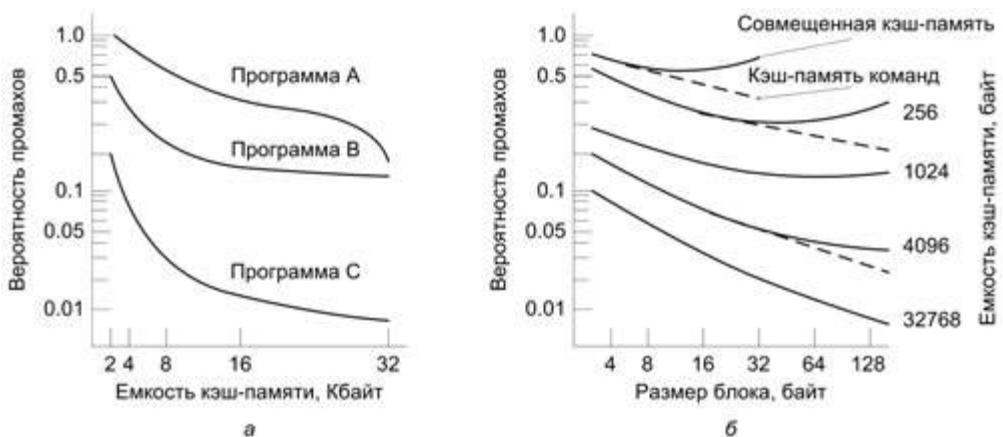 Вероятность промахов
1.0
0.5
0.1
0.05
0.01
Программа A
Программа B
Программа C
2 4 8 16 32
Емкость кэш-памяти, Кбайт
а
Вероятность промахов
1.0
0.5
0.1
0.05
0.01
Совмещенная кэш-память
Кэш-память команд
256
1024
4096
32768
Емкость кэш-памяти, байт
4 8 16 32 64 128
Размер блока, байт
б